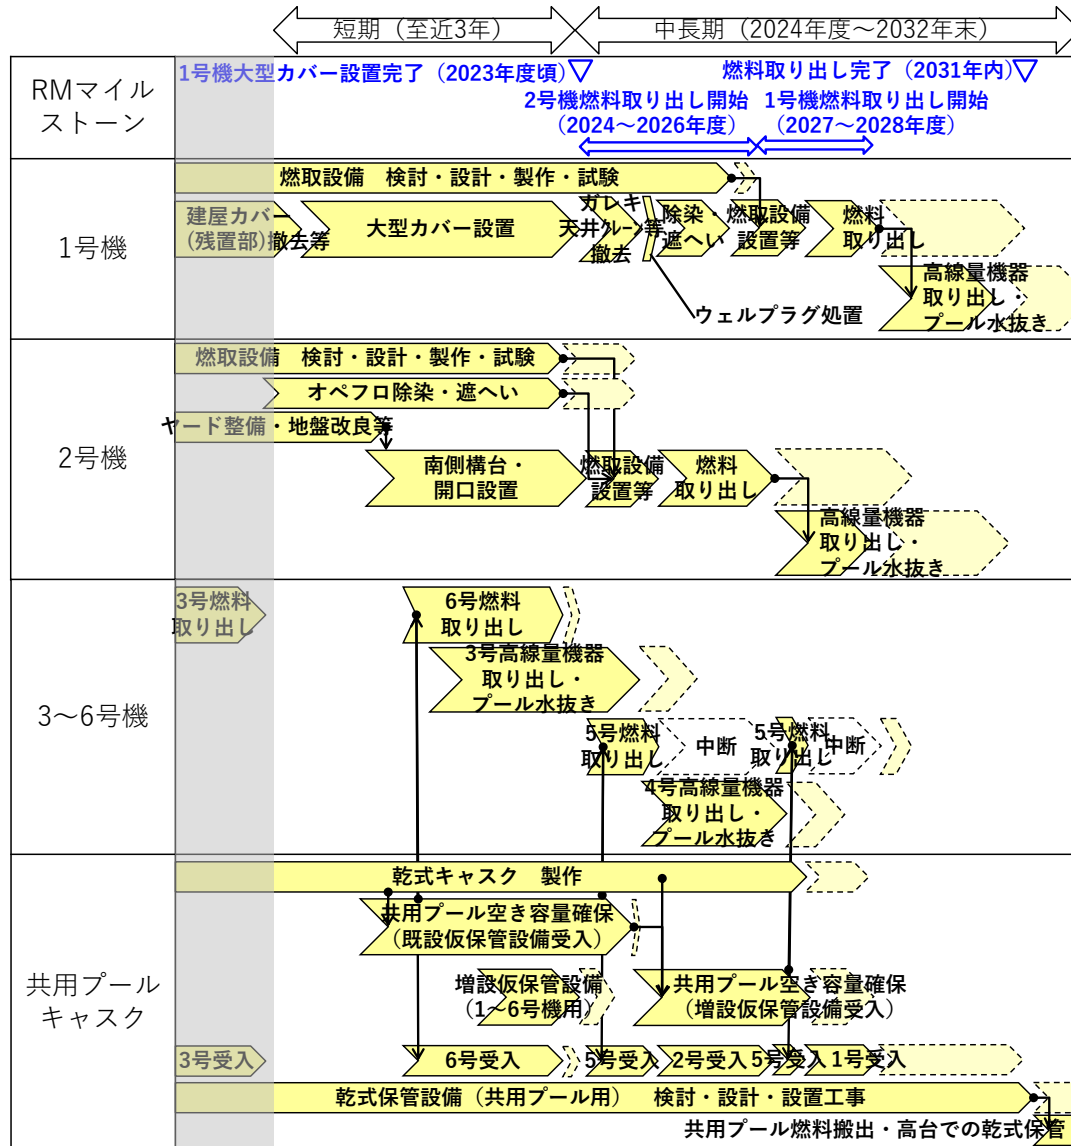 短期（至近3年）
中長期（2024年度～2032年末）
RMマイル
ストーン
1号機大型カバー設置完了（2023年度頃）
燃料取り出し完了（2031年内）
2号機燃料取り出し開始
（2024～2026年度）
1号機燃料取り出し開始
（2027～2028年度）
1号機
燃取設備　検討・設計・製作・試験
建屋カバー
(残置部)撤去等
大型カバー設置
ガレキ
天井クレーン等
撤去
除染・
遮へい
燃取設備
設置等
燃料
取り出し
高線量機器
取り出し・
プール水抜き
ウェルプラグ処置
2号機
燃取設備　検討・設計・製作・試験
オペフロ除染・遮へい
ヤード整備・地盤改良等
南側構台・
開口設置
燃取設備
設置等
燃料
取り出し
高線量機器
取り出し・
プール水抜き
3～6号機
3号燃料
取り出し
6号燃料
取り出し
3号高線量機器
取り出し・
プール水抜き
5号燃料
取り出し
中断
5号燃料
取り出し
中断
4号高線量機器
取り出し・
プール水抜き
共用プール
キャスク
乾式キャスク　製作
共用プール空き容量確保
（既設仮保管設備受入）
増設仮保管設備
（1～6号機用）
共用プール空き容量確保
（増設仮保管設備受入）
3号受入
6号受入
5号受入
2号受入
5号受入
1号受入
乾式保管設備（共用プール用）　検討・設計・設置工事
共用プール燃料搬出・高台での乾式保管